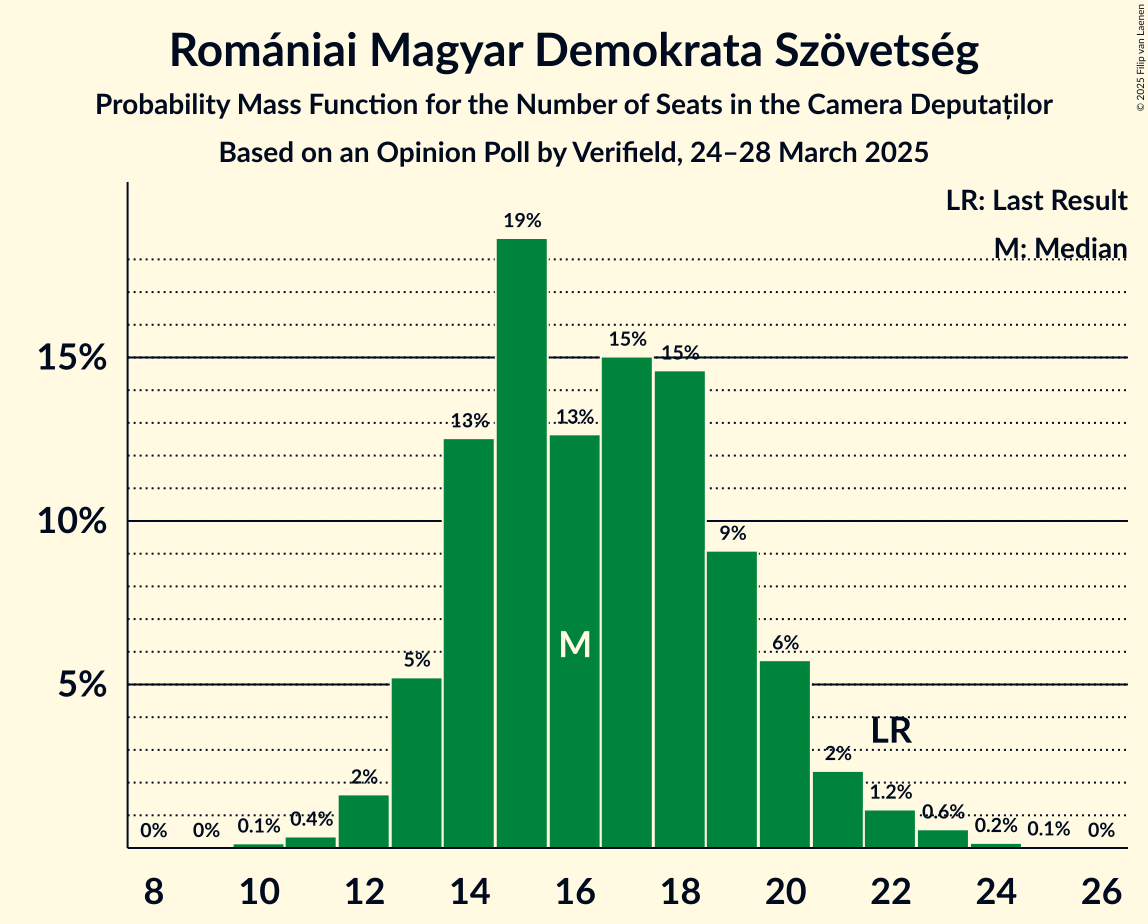 Romániai Magyar Demokrata Szövetség
Probability Mass Function for the Number of Seats in the Camera Deputaților
Based on an Opinion Poll by Verifield, 24–28 March 2025
© 2025 Filip van Laenen
LR: Last Result
M: Median
19%
15%
15%
15%
13%
13%
10%
9%
6%
5%
5%
M
LR
2%
2%
1.2%
0.6%
0.4%
0.1%
0.2%
0.1%
0%
0%
0%
8 10 12 14 16 18 20 22 24 26